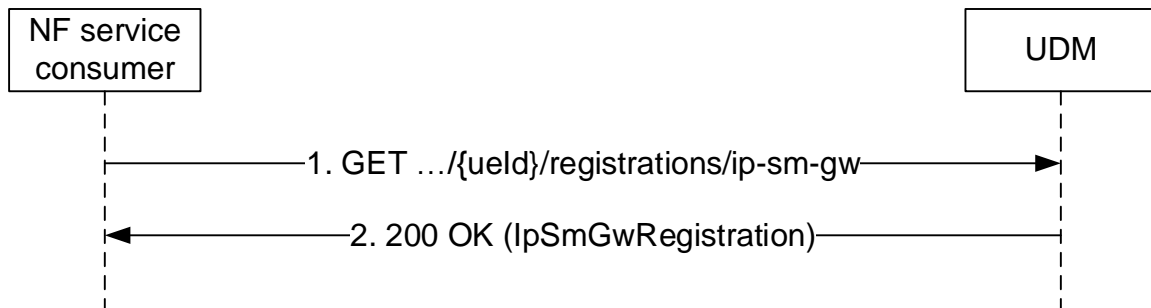 NF service
consumer
UDM
1. GET …/{ueId}/registrations/ip-sm-gw
2. 200 OK (IpSmGwRegistration)